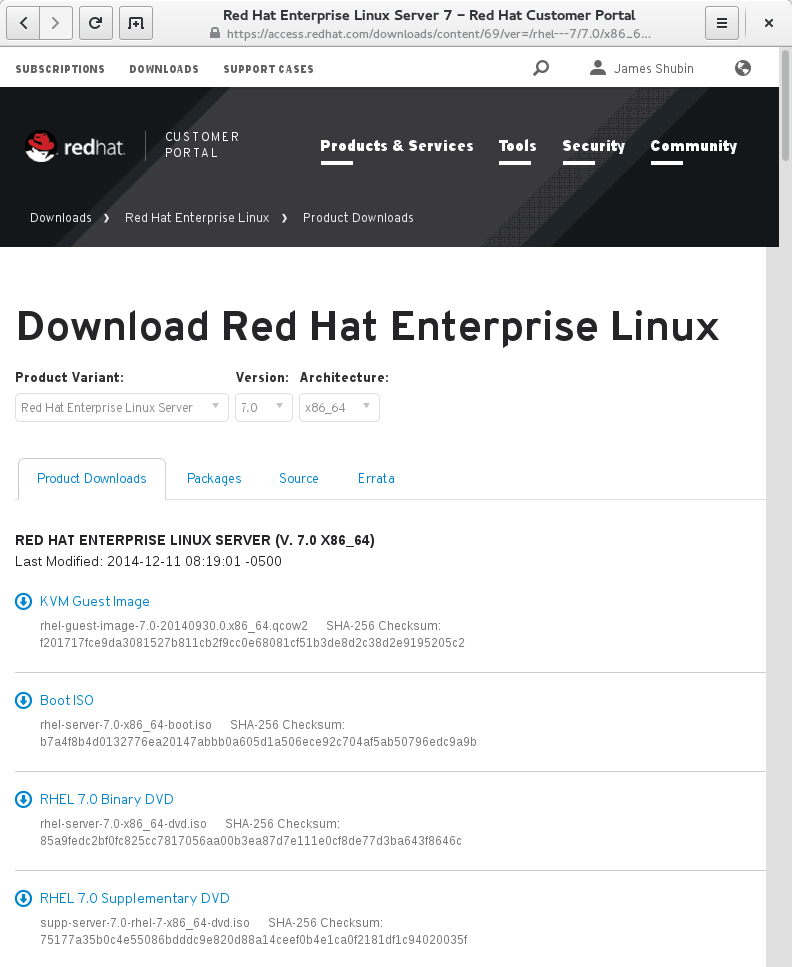 Red Hat Enterprise Linux Server 7 – Red Hat Customer Portal
https://access.redhat.com/downloads/content/69/ver=/rhel---7/7.0/x86_6…
SUBSCRIPTIONS DOWNLOADS SUPPORT CASES James Shubin
redhat. CUSTOMER PORTAL
Products & Services Tools Security Community
Downloads ❯ Red Hat Enterprise Linux ❯ Product Downloads
Download Red Hat Enterprise Linux
Product Variant: Version: Architecture:
Red Hat Enterprise Linux Server 7.0 x86_64
Product Downloads Packages Source Errata
RED HAT ENTERPRISE LINUX SERVER (V. 7.0 X86_64)
Last Modified: 2014-12-11 08:19:01 -0500
KVM Guest Image
rhel-guest-image-7.0-20140930.0.x86_64.qcow2 SHA-256 Checksum:
f201717fce9da3081527b811cb2f9cc0e68081cf51b3de8d2c38d2e9195205c2
Boot ISO
rhel-server-7.0-x86_64-boot.iso SHA-256 Checksum:
b7a4f8b4d0132776ea20147abbb0a605d1a506ece92c704af5ab50796edc9a9b
RHEL 7.0 Binary DVD
rhel-server-7.0-x86_64-dvd.iso SHA-256 Checksum:
85a9fedc2bf0fc825cc7817056aa00b3ea87d7e111e0cf8de77d3ba643f8646c
RHEL 7.0 Supplementary DVD
supp-server-7.0-rhel-7-x86_64-dvd.iso SHA-256 Checksum:
75177a35b0c4e55086bdddc9e820d88a14ceef0b4e1ca0f2181df1c94020035f